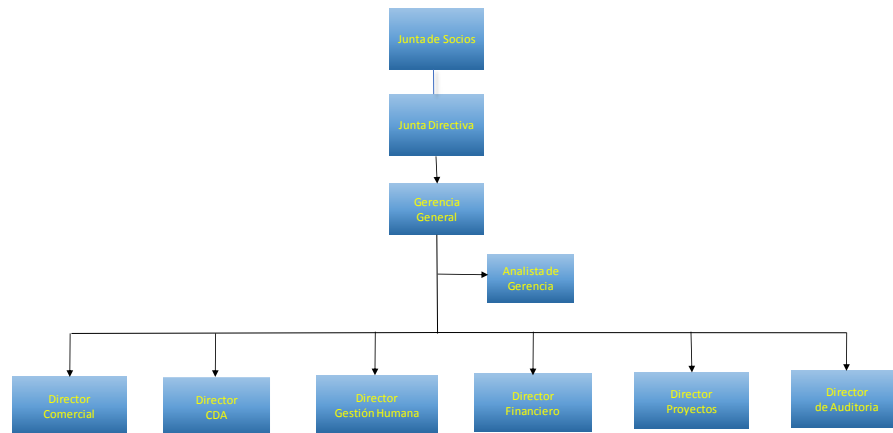 Junta de Socios
Junta Directiva
Gerencia
General
Analista de
Gerencia
Director
Comercial
Director
CDA
Director
Gestión Humana
Director
Financiero
Director
Proyectos
Director
de Auditoria